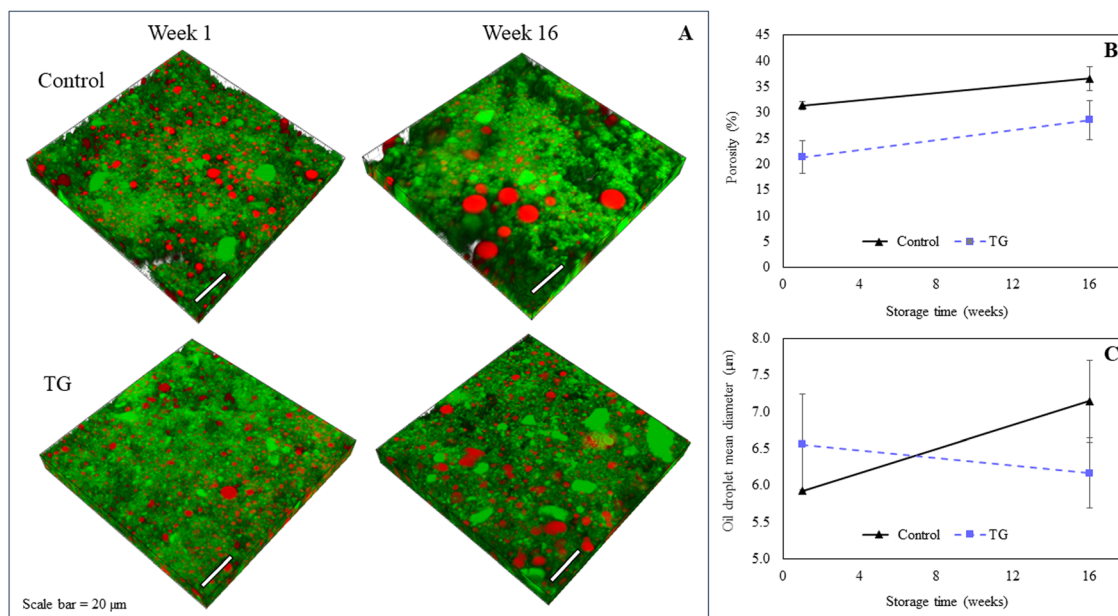 Week 1
Week 16
A
Control
TG
Scale bar = 20 μm
B
45
40
35
30
25
20
15
10
5
0
Porosity (%)
Control
TG
0
4
8
12
16
Storage time (weeks)
C
8.0
7.5
7.0
6.5
6.0
5.5
5.0
Oil droplet mean diameter (μm)
Control
TG
0
4
8
12
16
Storage time (weeks)